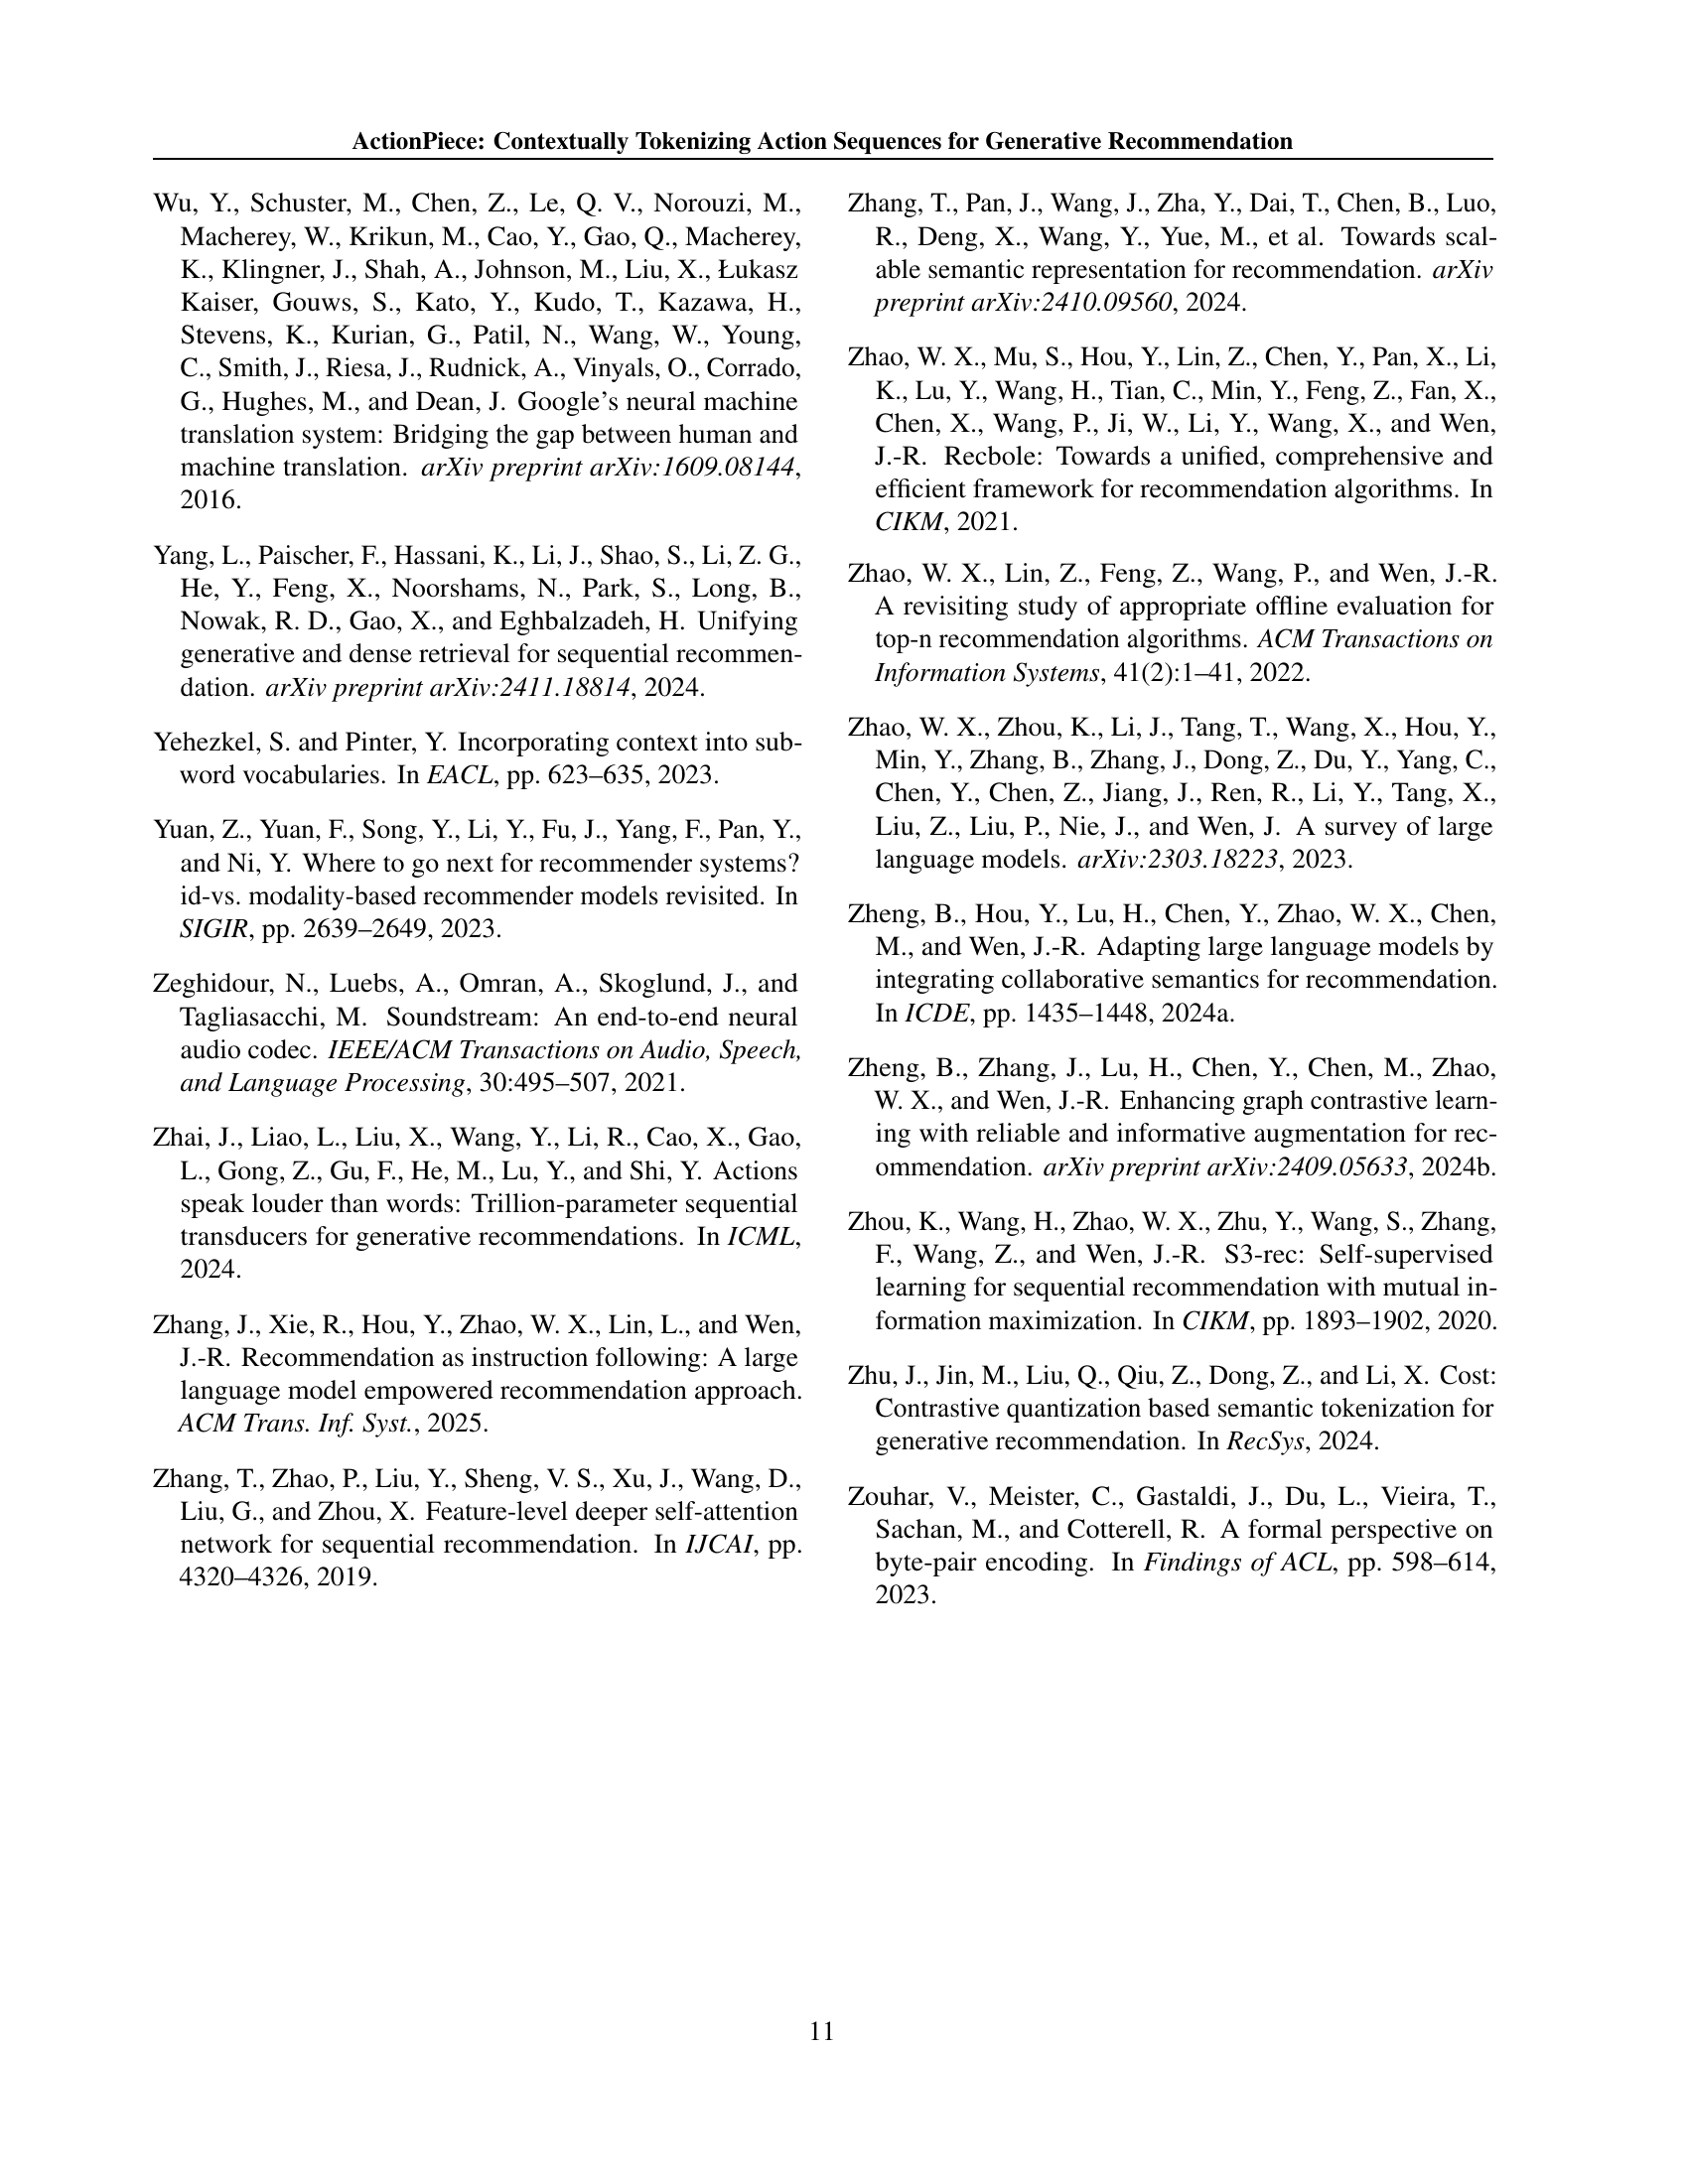 ActionPiece: Contextually Tokenizing Action Sequences for Generative Recommendation
Wu, Y., Schuster, M., Chen, Z., Le, Q. V., Norouzi, M.,
Macherey, W., Krikun, M., Cao, Y., Gao, Q., Macherey,
K., Klingner, J., Shah, A., Johnson, M., Liu, X., Łukasz
Kaiser, Gouws, S., Kato, Y., Kudo, T., Kazawa, H.,
Stevens, K., Kurian, G., Patil, N., Wang, W., Young,
C., Smith, J., Riesa, J., Rudnick, A., Vinyals, O., Corrado,
G., Hughes, M., and Dean, J. Google's neural machine
translation system: Bridging the gap between human and
machine translation. arXiv preprint arXiv:1609.08144,
2016.
Yang, L., Paischer, F., Hassani, K., Li, J., Shao, S., Li, Z. G.,
He, Y., Feng, X., Noorshams, N., Park, S., Long, B.,
Nowak, R. D., Gao, X., and Eghbalzadeh, H. Unifying
generative and dense retrieval for sequential recommen-
dation. arXiv preprint arXiv:2411.18814, 2024.
Yehezkel, S. and Pinter, Y. Incorporating context into sub-
word vocabularies. In EACL, pp. 623–635, 2023.
Yuan, Z., Yuan, F., Song, Y., Li, Y., Fu, J., Yang, F., Pan, Y.,
and Ni, Y. Where to go next for recommender systems?
id-vs. modality-based recommender models revisited. In
SIGIR, pp. 2639–2649, 2023.
Zeghidour, N., Luebs, A., Omran, A., Skoglund, J., and
Tagliasacchi, M. Soundstream: An end-to-end neural
audio codec. IEEE/ACM Transactions on Audio, Speech,
and Language Processing, 30:495–507, 2021.
Zhai, J., Liao, L., Liu, X., Wang, Y., Li, R., Cao, X., Gao,
L., Gong, Z., Gu, F., He, M., Lu, Y., and Shi, Y. Actions
speak louder than words: Trillion-parameter sequential
transducers for generative recommendations. In ICML,
2024.
Zhang, J., Xie, R., Hou, Y., Zhao, W. X., Lin, L., and Wen,
J.-R. Recommendation as instruction following: A large
language model empowered recommendation approach.
ACM Trans. Inf. Syst., 2025.
Zhang, T., Zhao, P., Liu, Y., Sheng, V. S., Xu, J., Wang, D.,
Liu, G., and Zhou, X. Feature-level deeper self-attention
network for sequential recommendation. In IJCAI, pp.
4320–4326, 2019.
Zhang, T., Pan, J., Wang, J., Zha, Y., Dai, T., Chen, B., Luo,
R., Deng, X., Wang, Y., Yue, M., et al. Towards scal-
able semantic representation for recommendation. arXiv
preprint arXiv:2410.09560, 2024.
Zhao, W. X., Mu, S., Hou, Y., Lin, Z., Chen, Y., Pan, X., Li,
K., Lu, Y., Wang, H., Tian, C., Min, Y., Feng, Z., Fan, X.,
Chen, X., Wang, P., Ji, W., Li, Y., Wang, X., and Wen,
J.-R. Recbole: Towards a unified, comprehensive and
efficient framework for recommendation algorithms. In
CIKM, 2021.
Zhao, W. X., Lin, Z., Feng, Z., Wang, P., and Wen, J.-R.
A revisiting study of appropriate offline evaluation for
top-n recommendation algorithms. ACM Transactions on
Information Systems, 41(2):1–41, 2022.
Zhao, W. X., Zhou, K., Li, J., Tang, T., Wang, X., Hou, Y.,
Min, Y., Zhang, B., Zhang, J., Dong, Z., Du, Y., Yang, C.,
Chen, Y., Chen, Z., Jiang, J., Ren, R., Li, Y., Tang, X.,
Liu, Z., Liu, P., Nie, J., and Wen, J. A survey of large
language models. arXiv:2303.18223, 2023.
Zheng, B., Hou, Y., Lu, H., Chen, Y., Zhao, W. X., Chen,
M., and Wen, J.-R. Adapting large language models by
integrating collaborative semantics for recommendation.
In ICDE, pp. 1435–1448, 2024a.
Zheng, B., Zhang, J., Lu, H., Chen, Y., Chen, M., Zhao,
W. X., and Wen, J.-R. Enhancing graph contrastive learn-
ing with reliable and informative augmentation for rec-
ommendation. arXiv preprint arXiv:2409.05633, 2024b.
Zhou, K., Wang, H., Zhao, W. X., Zhu, Y., Wang, S., Zhang,
F., Wang, Z., and Wen, J.-R. S3-rec: Self-supervised
learning for sequential recommendation with mutual in-
formation maximization. In CIKM, pp. 1893–1902, 2020.
Zhu, J., Jin, M., Liu, Q., Qiu, Z., Dong, Z., and Li, X. Cost:
Contrastive quantization based semantic tokenization for
generative recommendation. In RecSys, 2024.
Zouhar, V., Meister, C., Gastaldi, J., Du, L., Vieira, T.,
Sachan, M., and Cotterell, R. A formal perspective on
byte-pair encoding. In Findings of ACL, pp. 598–614,
2023.
11